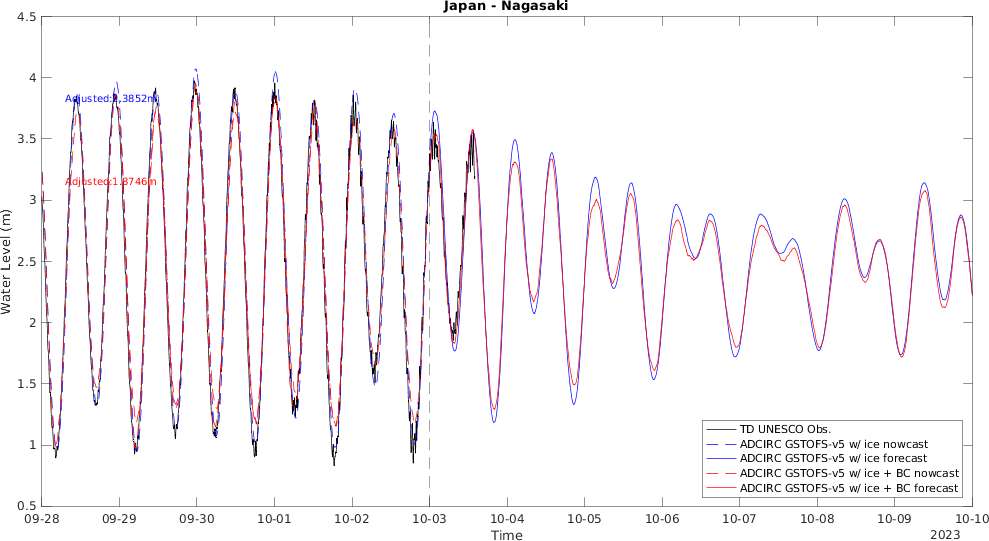 Japan - Nagasaki
Water Level (m)
4.5
4
3.5
3
2.5
2
1.5
1
0.5
Adjusted:1.8746m
TD UNESCO Obs.
ADCIRC GSTOFS-v5 w/ ice nowcast
ADCIRC GSTOFS-v5 w/ ice forecast
ADCIRC GSTOFS-v5 w/ ice + BC nowcast
ADCIRC GSTOFS-v5 w/ ice + BC forecast
09-28 09-29 09-30 10-01 10-02 10-03 10-04 10-05 10-06 10-07 10-08 10-09 10-10
Time
2023